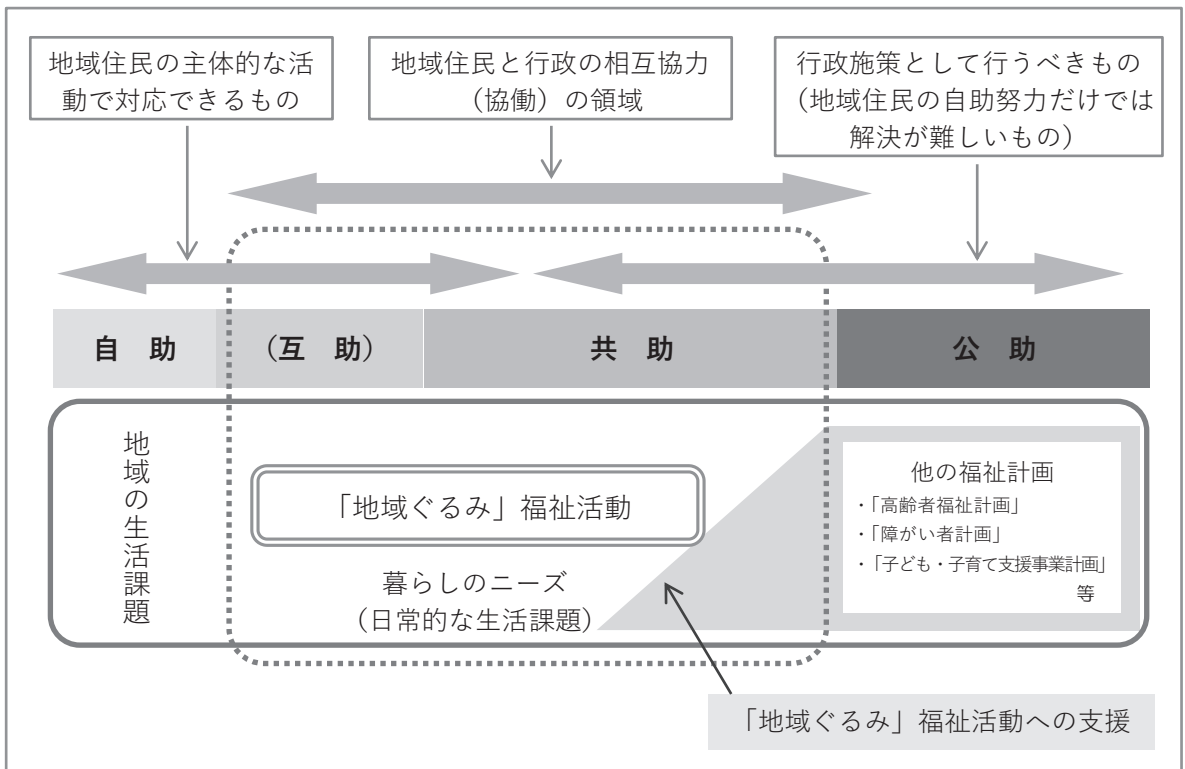 地域住民の主体的な活
動で対応できるもの
地域住民と行政の相互協力
（協働）の領域
行政施策として行うべきもの
（地域住民の自助努力だけでは
解決が難しいもの）
自　助
（互　助）
共　助
公　助
地域の生活課題
「地域ぐるみ」福祉活動
暮らしのニーズ
（日常的な生活課題）
他の福祉計画
・「高齢者福祉計画」
・「障がい者計画」
・「子ども・子育て支援事業計画」
等
「地域ぐるみ」福祉活動への支援